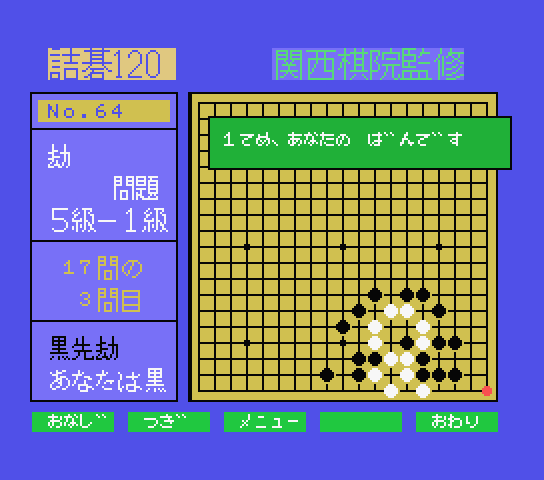 詰碁120
関西棋院監修
No.64
1てめ、あなたの ば んで す
劫
問題
5級－1級
17問の
3問目
黒先劫
あなたは黒
おなじ
つぎ
メニュー
おわり